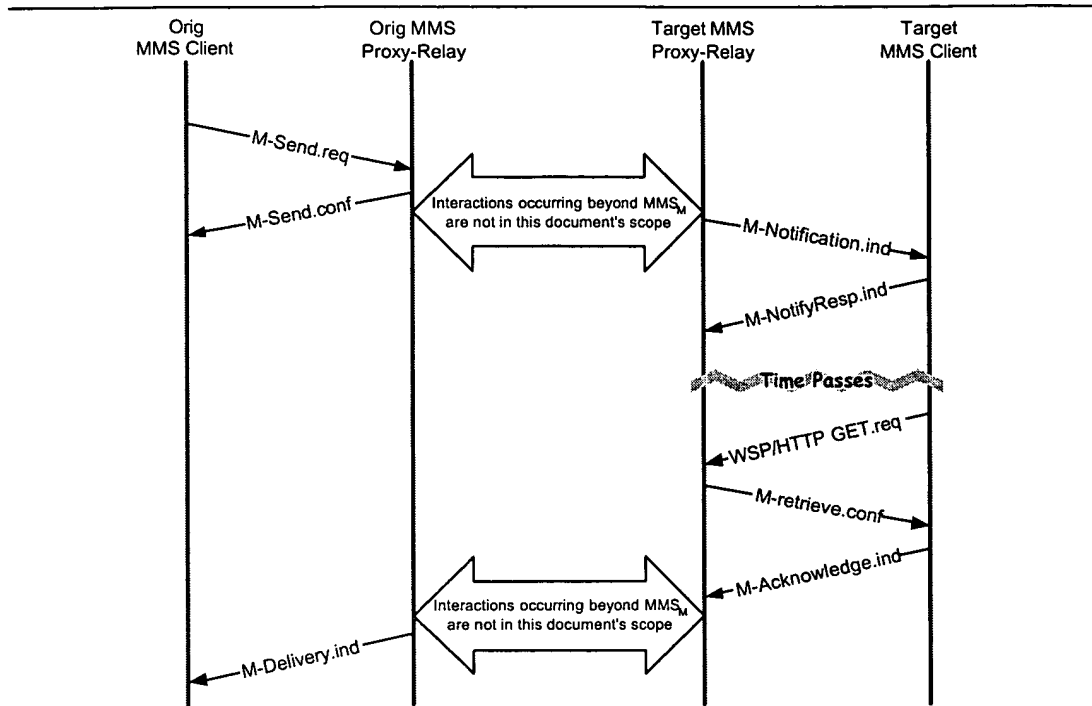 Orig
MMS Client
Orig MMS
Proxy-Relay
Target MMS
Proxy-Relay
Target
MMS Client
M-Send.req
M-Send.conf
Interactions occurring beyond MMSM
are not in this document's scope
M-Notification.ind
M-NotifyResp.ind
Time Passes
WSP/HTTP GET.req
M-retrieve.conf
M-Acknowledge.ind
Interactions occurring beyond MMSM
are not in this document's scope
M-Delivery.ind